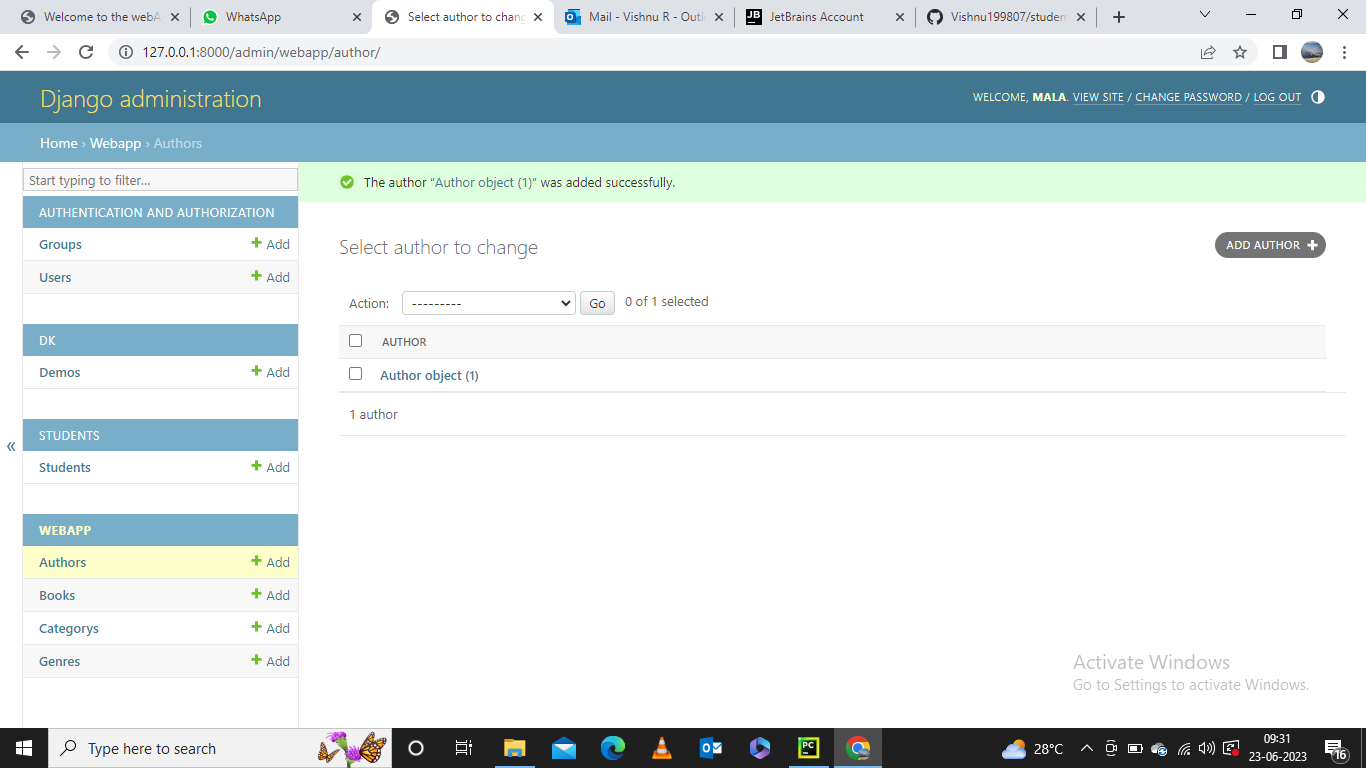 Welcome to the webA
WhatsApp
Select author to chang
Mail - Vishnu R - Outl
JetBrains Account
Vishnu199807/studen
127.0.0.1:8000/admin/webapp/author/
Django administration
WELCOME, MALA. VIEW SITE / CHANGE PASSWORD / LOG OUT
Home › Webapp › Authors
Start typing to filter...
The author “Author object (1)” was added successfully.
AUTHENTICATION AND AUTHORIZATION
Groups + Add
Users + Add
DK
Demos + Add
STUDENTS
Students + Add
WEBAPP
Authors + Add
Books + Add
Categorys + Add
Genres + Add
«
Select author to change
ADD AUTHOR +
Action: --------- Go 0 of 1 selected
AUTHOR
Author object (1)
1 author
Activate Windows
Go to Settings to activate Windows.
Type here to search
PC
28°C
09:31
23-06-2023
16